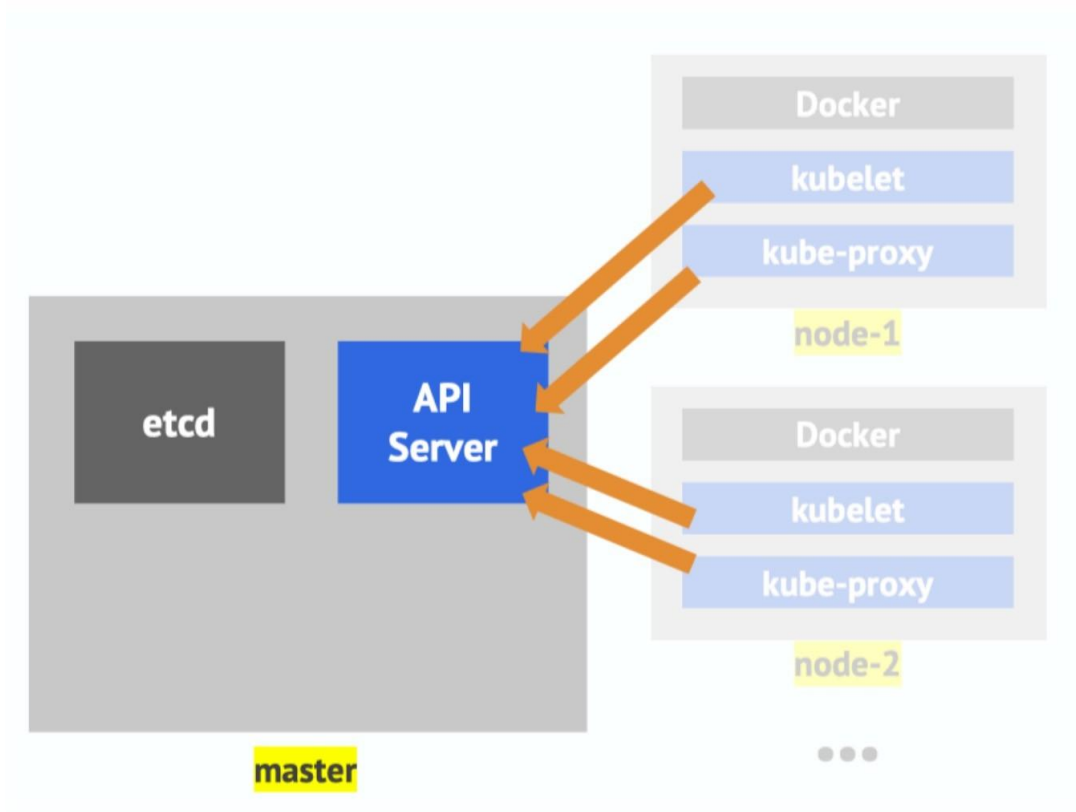 Docker
kubelet
kube-proxy
node-1
etcd
API
Server
Docker
kubelet
kube-proxy
node-2
master